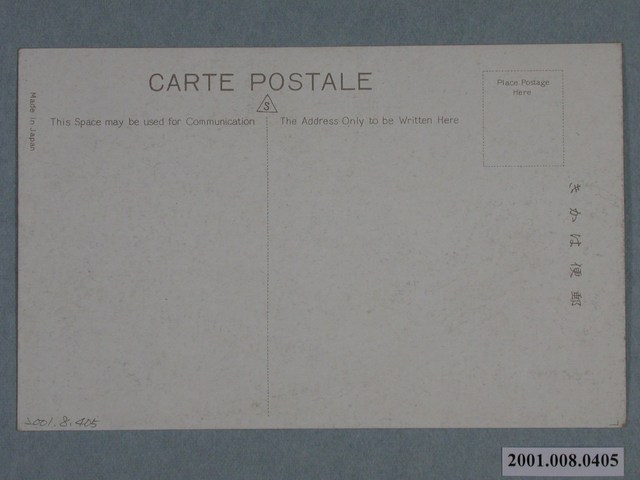 CARTE POSTALE
S
Made in Japan
This Space may be used for Communication
The Address Only to be Written Here
Place Postage
Here
きかは便郵
2001.8.405
2001.008.0405